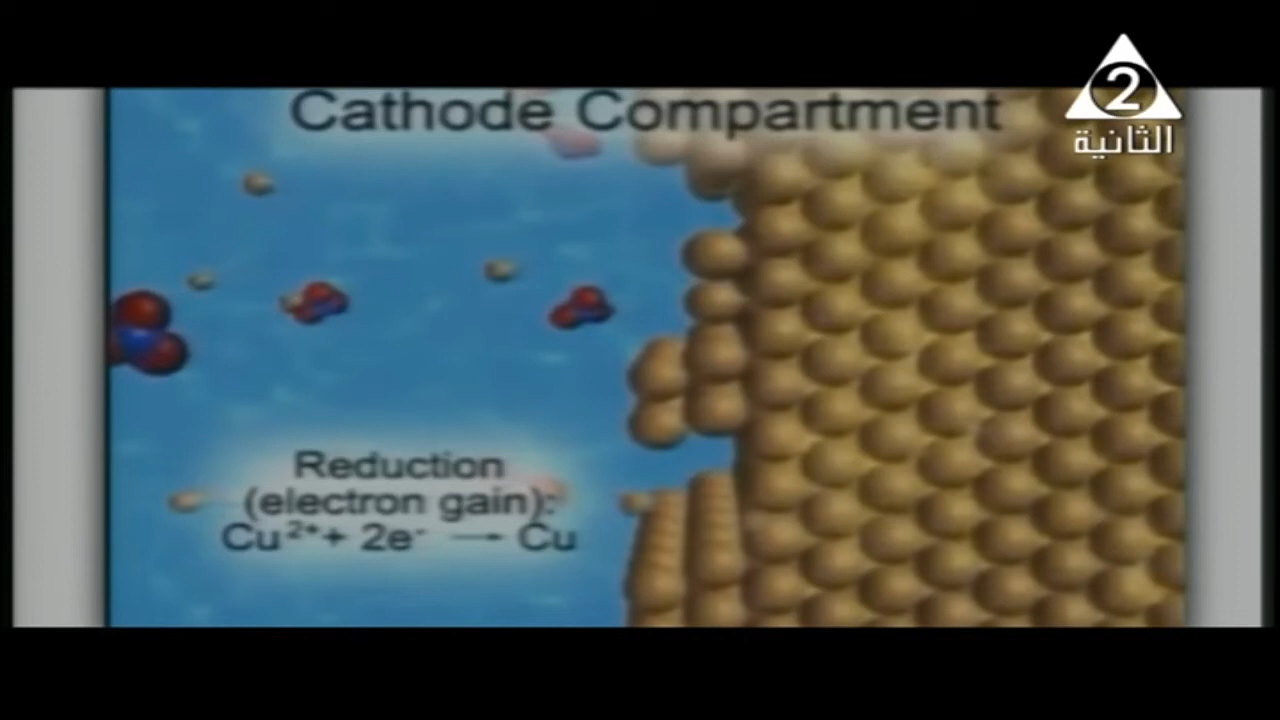 Cathode Compartment
2
الثانية
Reduction
(electron gain):
Cu²⁺+ 2e⁻ → Cu